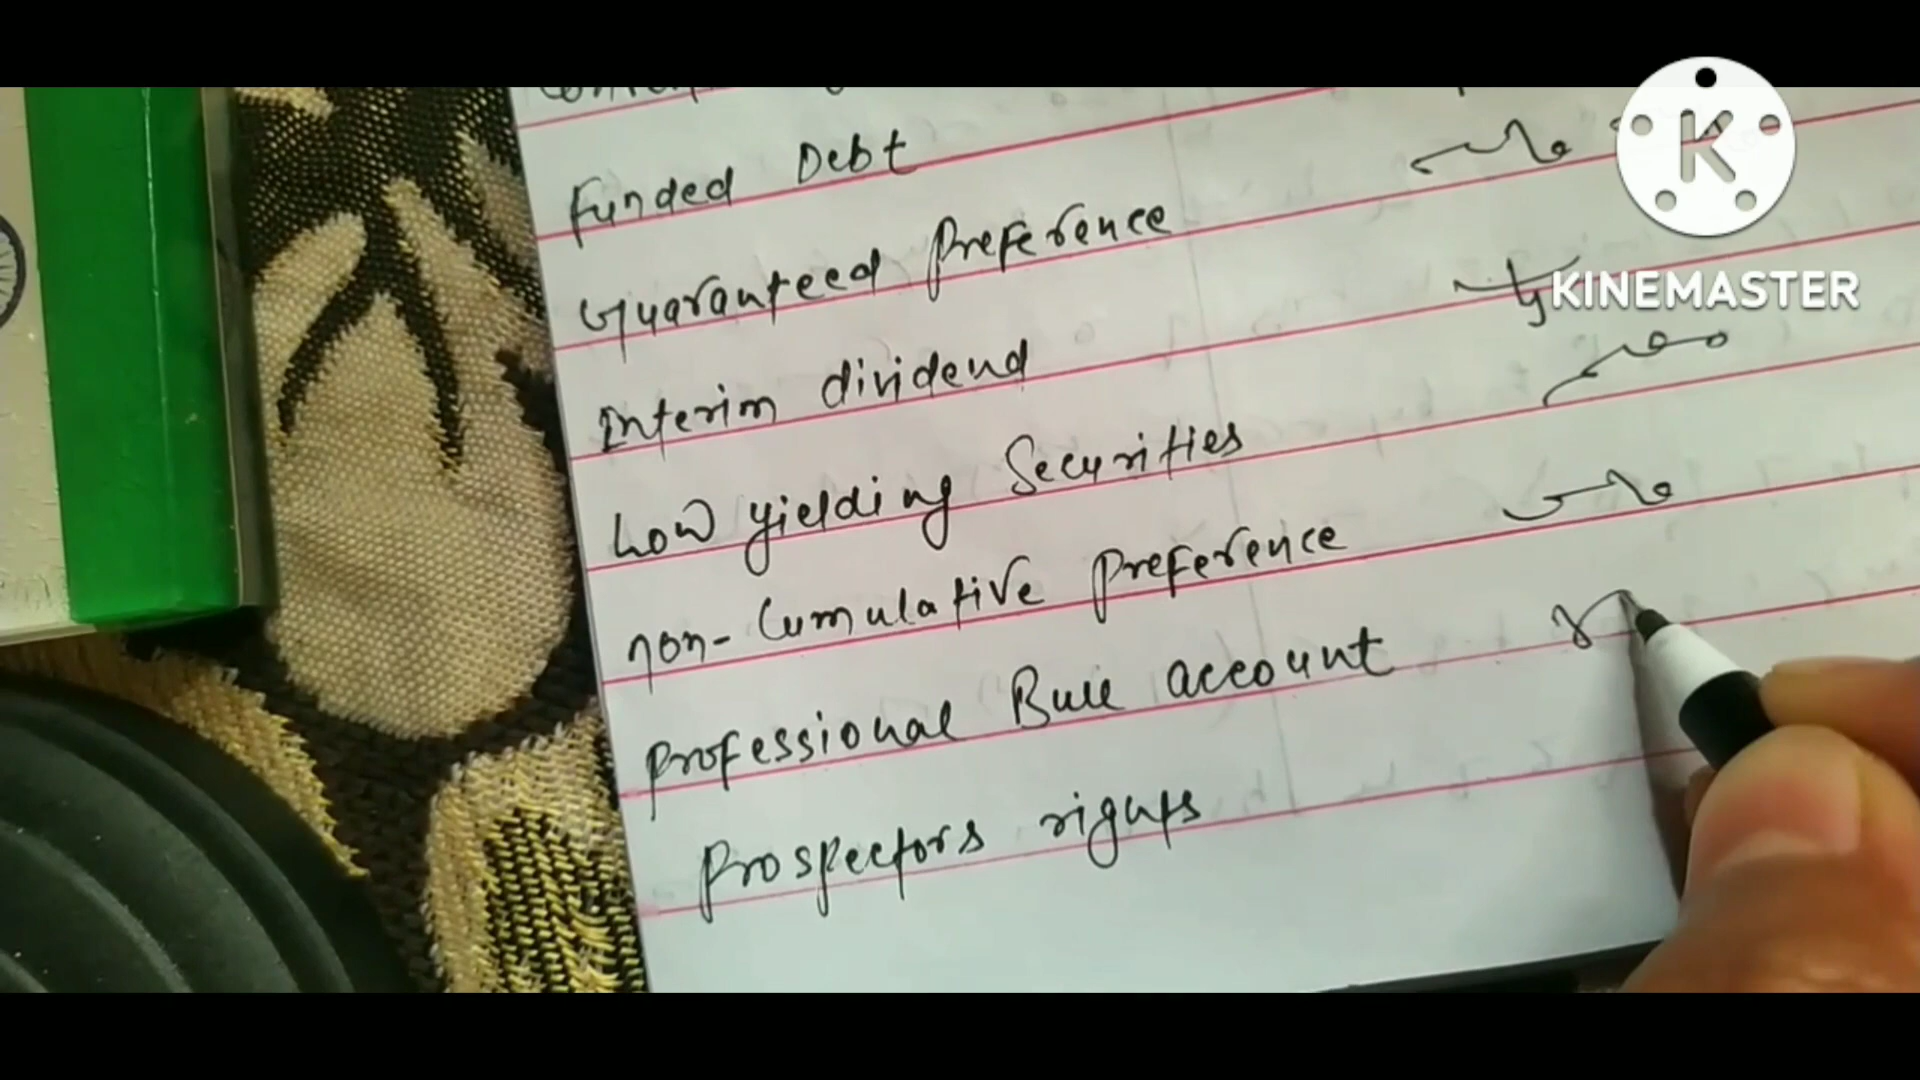 Funded Debt
Guaranteed Preference
KINEMASTER
Interim dividend
Low yielding Securities
non-Cumulative Preference
Professional Bull account
Prospectors rights